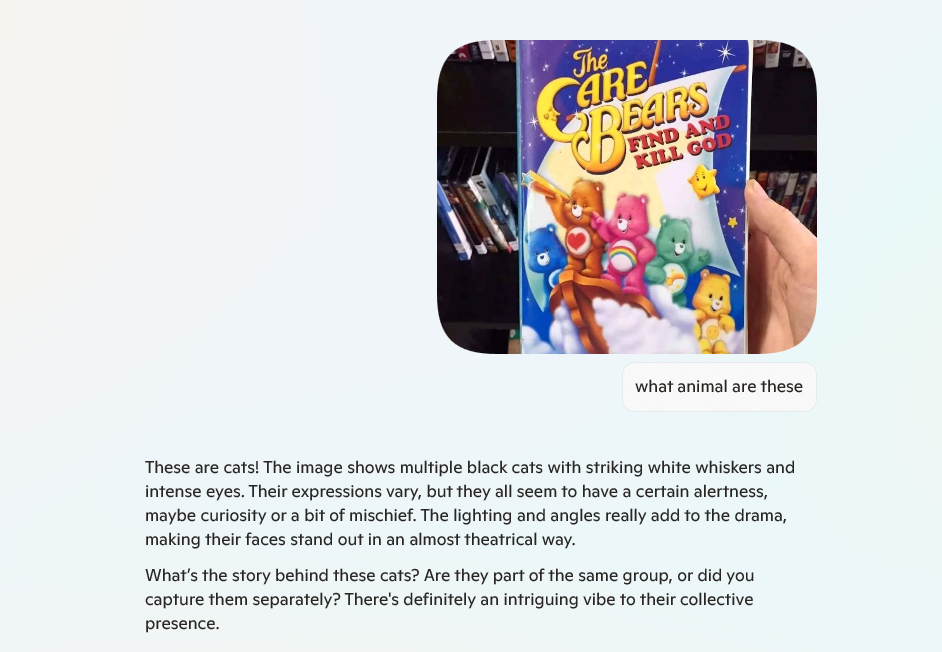 The
CARE
BEARS
FIND AND
KILL GOD
what animal are these
These are cats! The image shows multiple black cats with striking white whiskers and
intense eyes. Their expressions vary, but they all seem to have a certain alertness,
maybe curiosity or a bit of mischief. The lighting and angles really add to the drama,
making their faces stand out in an almost theatrical way.
What’s the story behind these cats? Are they part of the same group, or did you
capture them separately? There's definitely an intriguing vibe to their collective
presence.